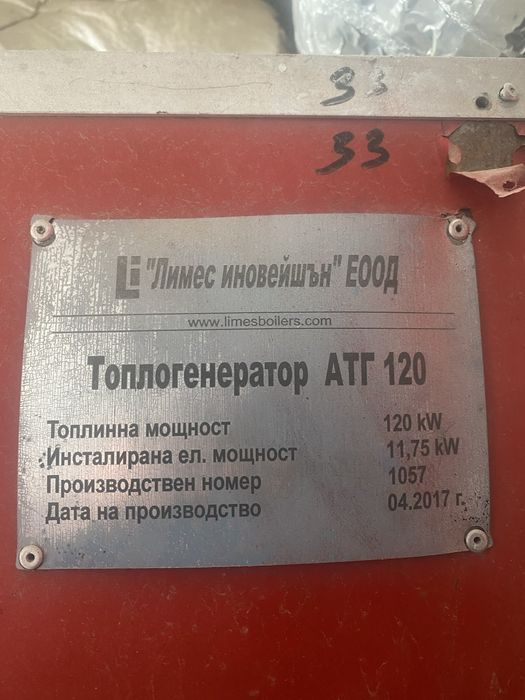 33
33
Li "Лимес иновейшън" ЕООД
www.limesboilers.com
Топлогенератор АТГ 120
Топлинна мощност 120 kW
Инсталирана ел. мощност 11,75 kW
Производствен номер 1057
Дата на производство 04.2017 г.